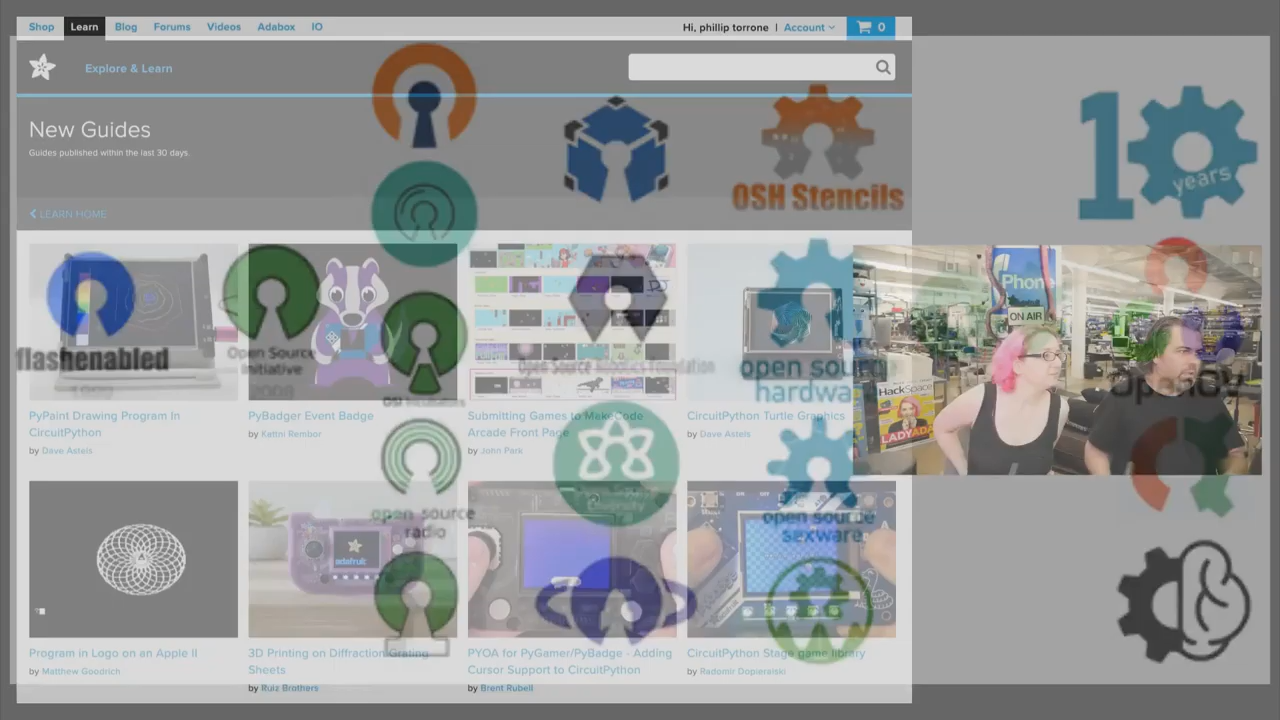 Shop Learn Blog Forums Videos Adabox IO
Hi, phillip torrone | Account 0
Explore & Learn
New Guides
Guides published within the last 30 days.
LEARN HOME
OSH Stencils
10
years
flashenabled
Open Source
Initiative
open source
hardware
Phone
ON AIR
HackSpace
LADYADA
PyPaint Drawing Program In
CircuitPython
by Dave Astels
PyBadger Event Badge
by Kattni Rembor
Submitting Games to MakeCode
Arcade Front Page
by John Park
CircuitPython Turtle Graphics
by Dave Astels
open source
radio
open source
sexware
adafruit
Program in Logo on an Apple II
by Matthew Goodrich
3D Printing on Diffraction Grating
Sheets
by Ruiz Brothers
PYOA for PyGamer/PyBadge - Adding
Cursor Support to CircuitPython
by Brent Rubell
CircuitPython Stage game library
by Radomir Dopieralski